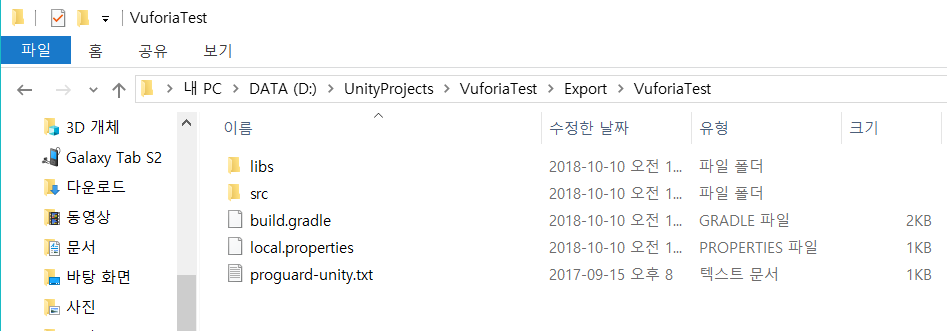 VuforiaTest
파일 홈 공유 보기
내 PC DATA (D:) UnityProjects VuforiaTest Export VuforiaTest
이름 수정한 날짜 유형 크기
3D 개체
Galaxy Tab S2
다운로드
동영상
문서
바탕 화면
사진
libs 2018-10-10 오전 1... 파일 폴더
src 2018-10-10 오전 1... 파일 폴더
build.gradle 2018-10-10 오전 1... GRADLE 파일 2KB
local.properties 2018-10-10 오전 1... PROPERTIES 파일 1KB
proguard-unity.txt 2017-09-15 오후 8 텍스트 문서 1KB